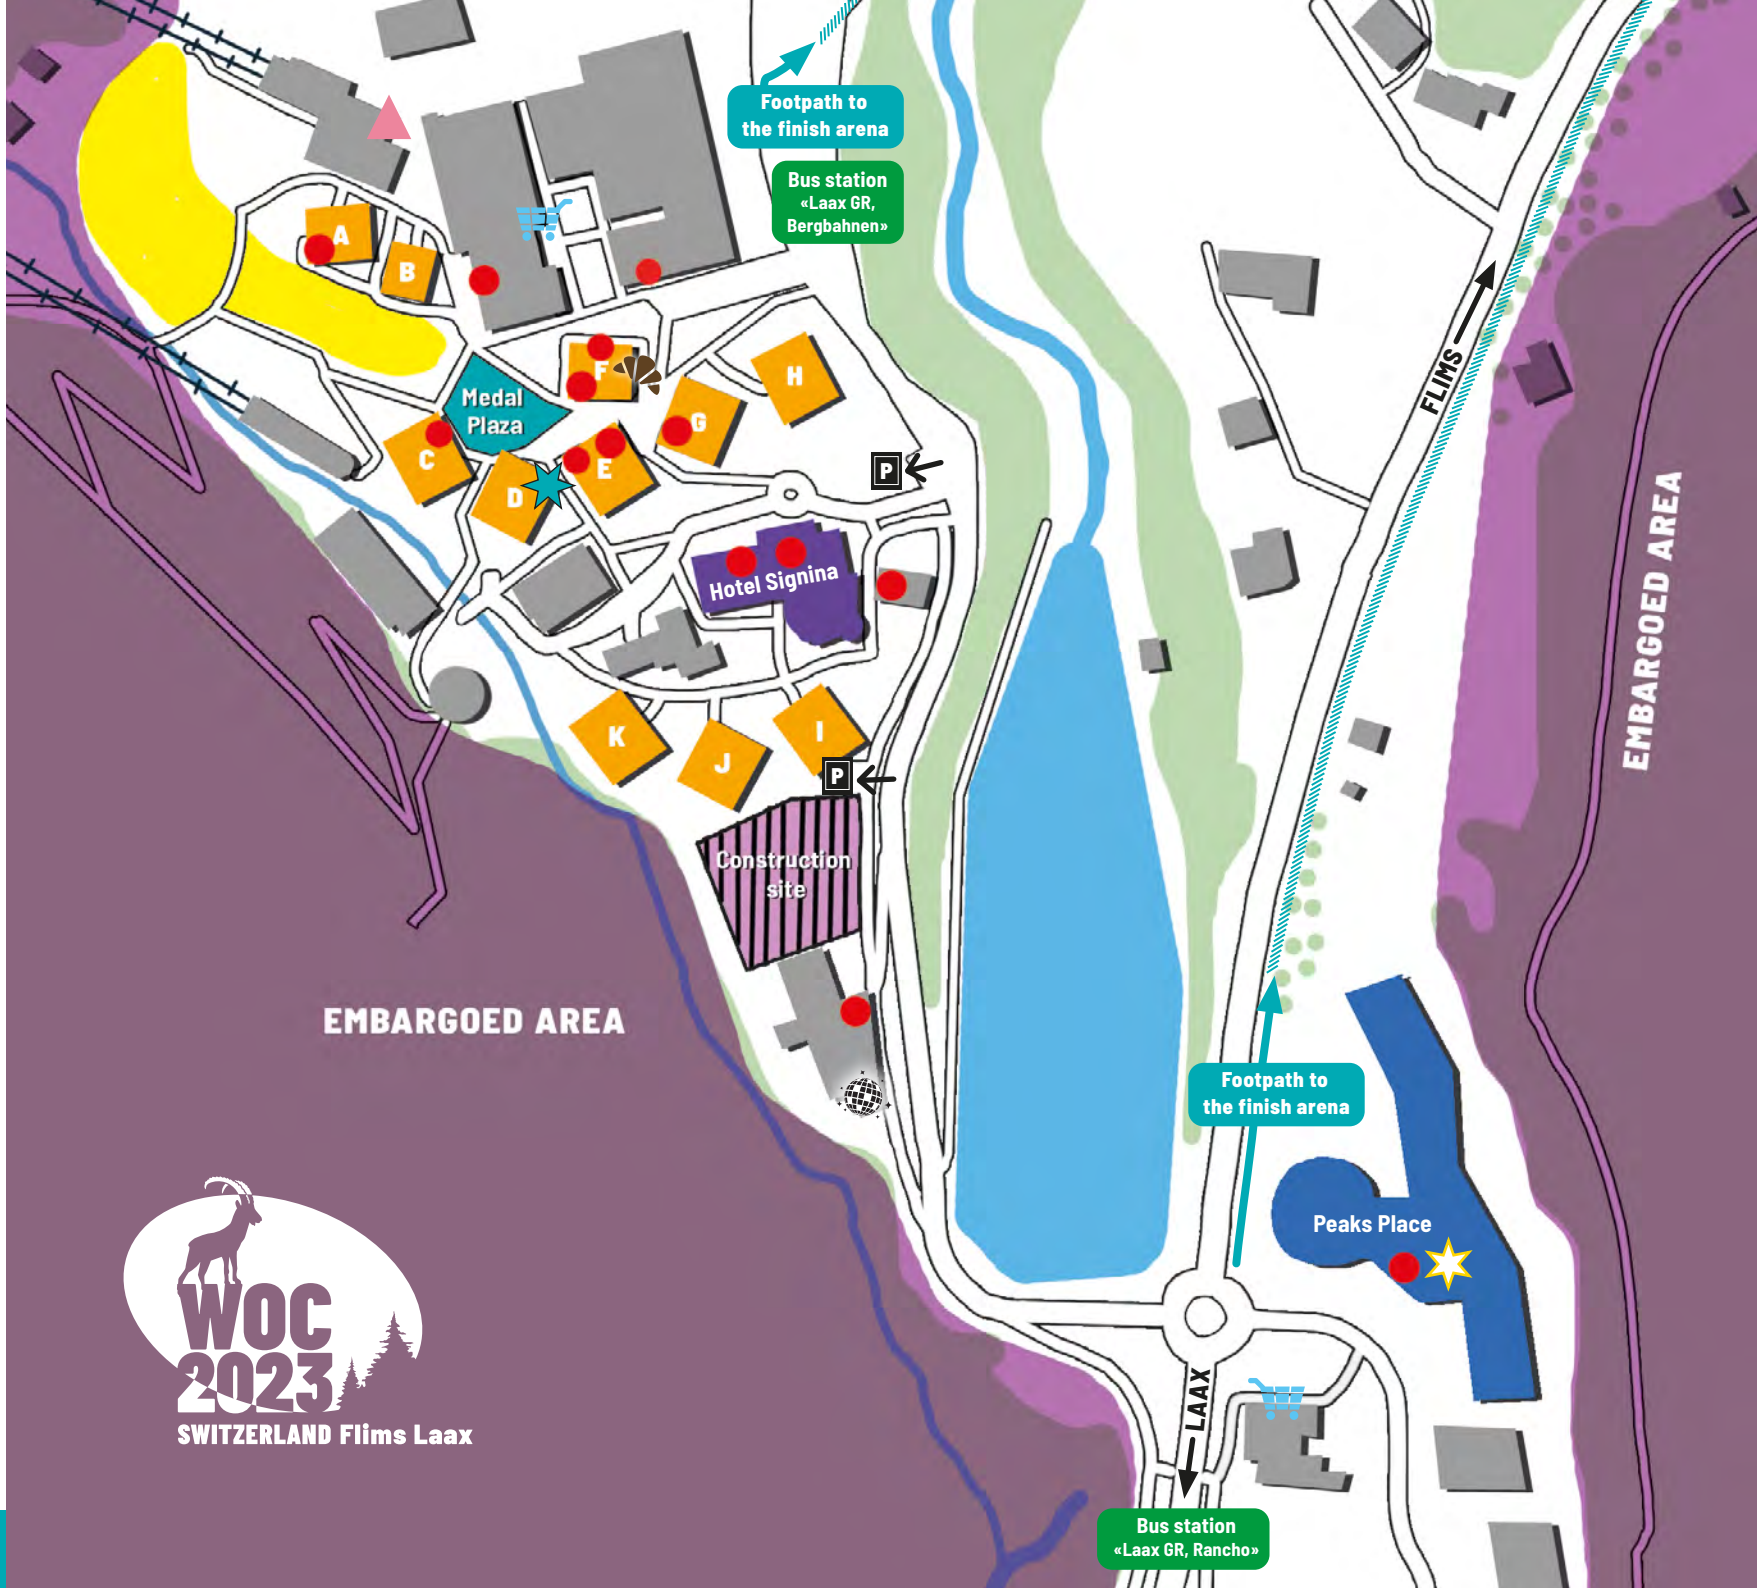 Footpath to
the finish arena
Bus station
«Laax GR,
Bergbahnen»
A
B
F
H
G
Medal
Plaza
C
D
E
P
FLIMS
EMBARGOED AREA
Hotel Signina
K
J
I
P
Construction
site
EMBARGOED AREA
Footpath to
the finish arena
Peaks Place
WOC
2023
SWITZERLAND Flims Laax
LAAX
Bus station
«Laax GR, Rancho»